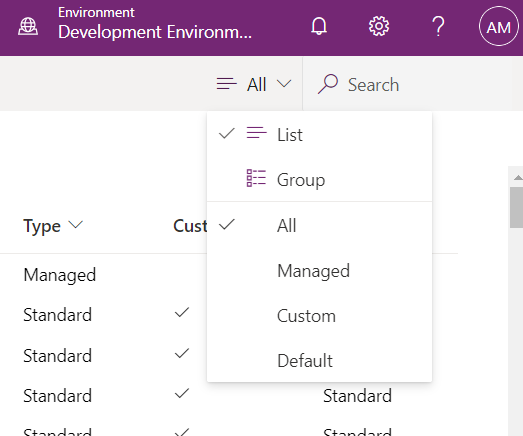 Environment
Development Environm...
?
AM
All
Search
List
Group
Type
Cust
All
Managed
Managed
Standard
Custom
Standard
Default
Standard
Standard
Standard